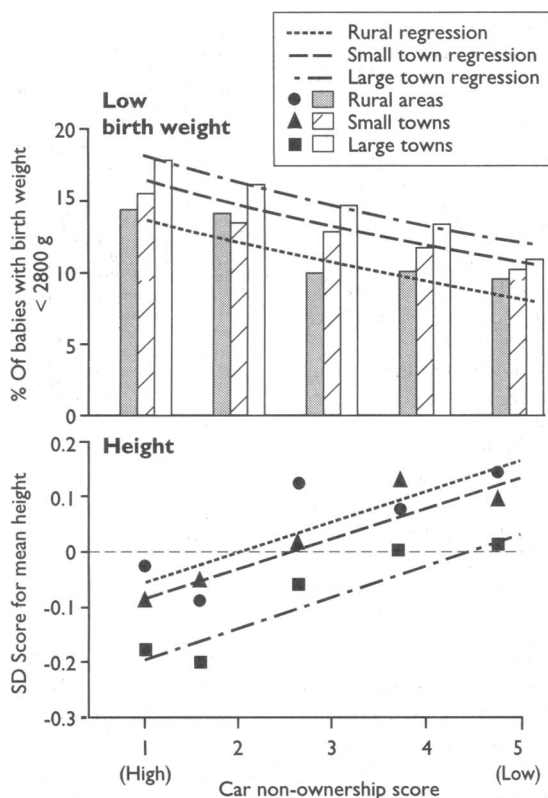 Rural regression
Small town regression
Large town regression
Rural areas
Small towns
Large towns
Low
birth weight
% Of babies with birth weight
< 2800 g
20
15
10
5
0
Height
SD Score for mean height
0.2
0.1
0
-0.1
-0.2
-0.3
1 2 3 4 5
(High) (Low)
Car non-ownership score